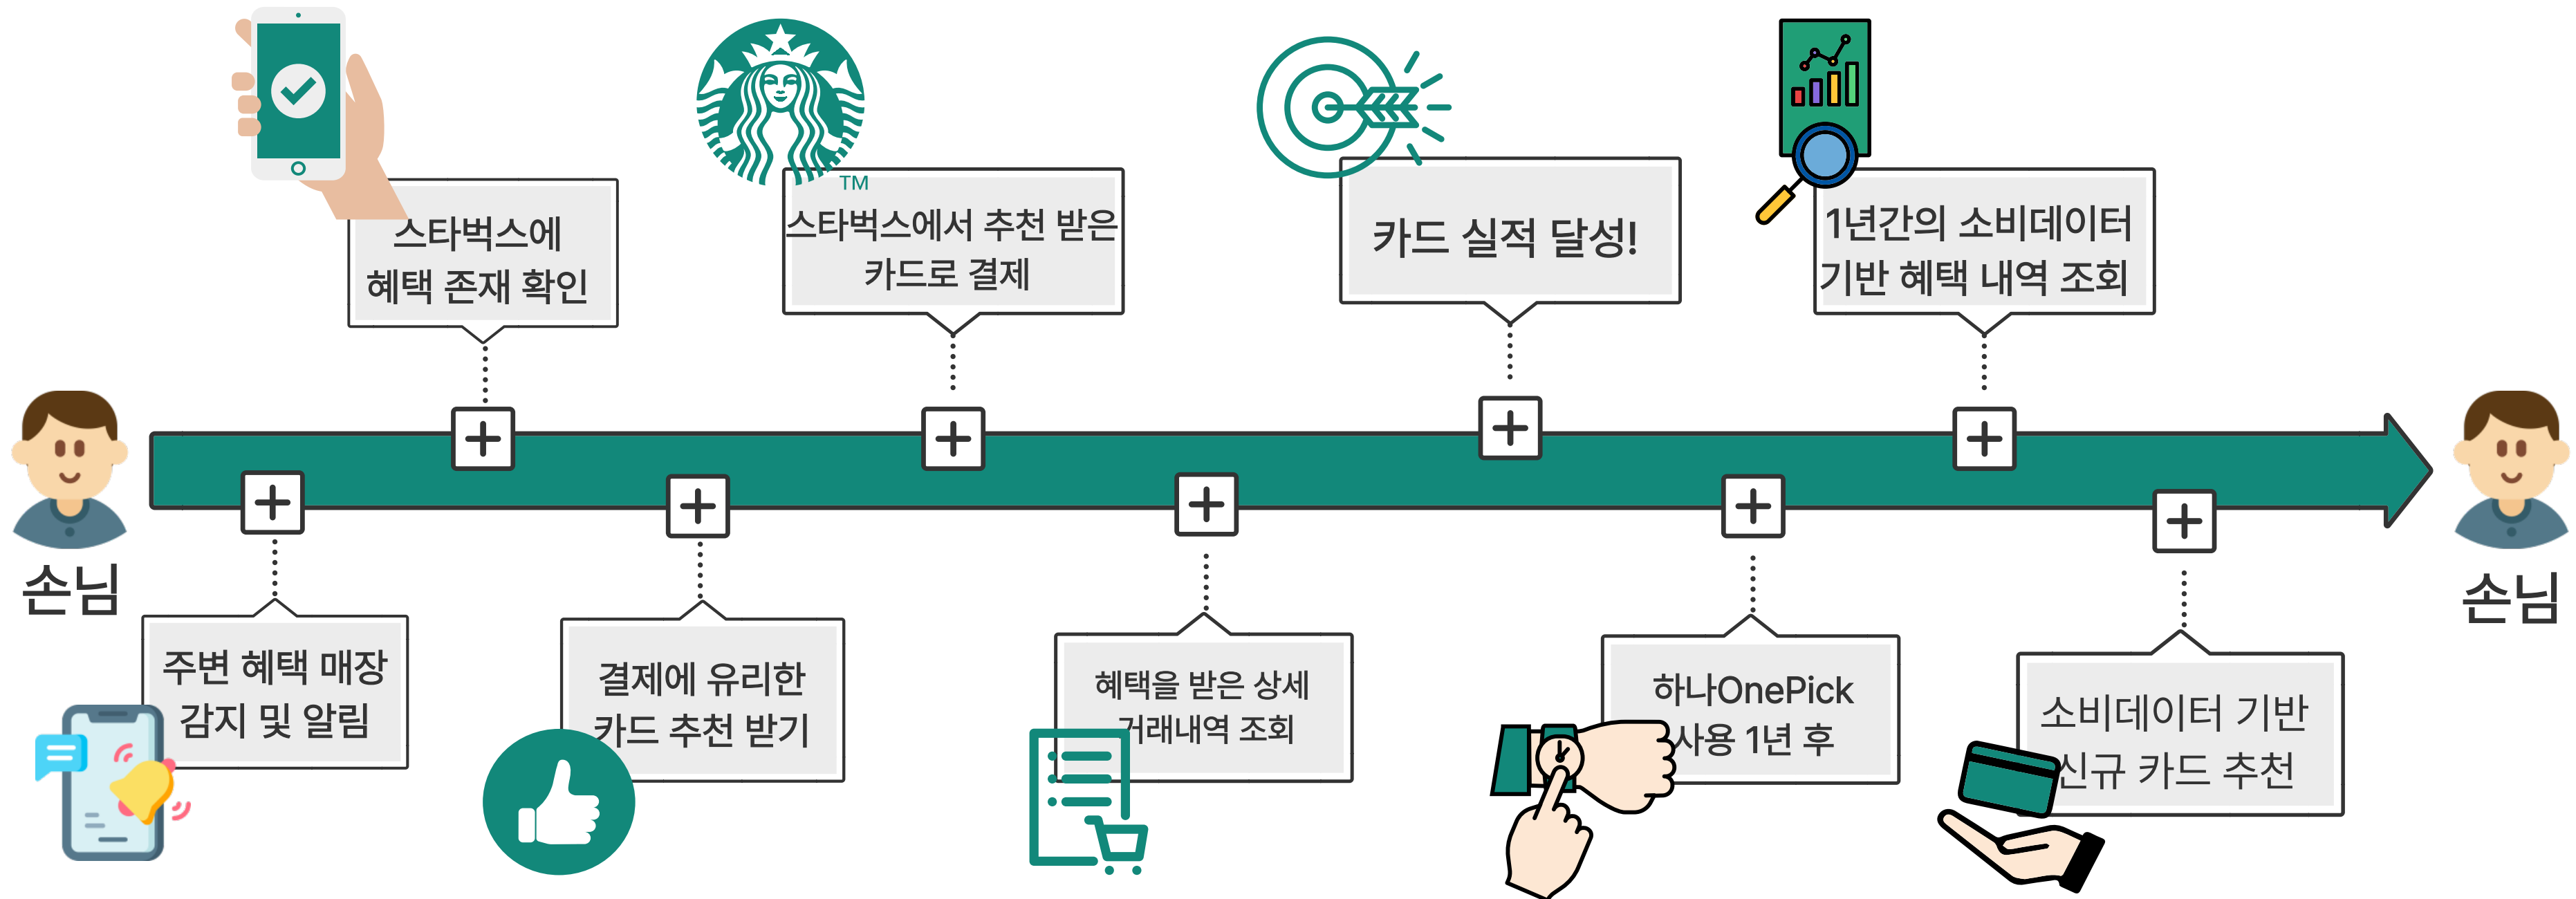 손님
주변 혜택 매장
감지 및 알림
스타벅스에
혜택 존재 확인
결제에 유리한
카드 추천 받기
TM
스타벅스에서 추천 받은
카드로 결제
혜택을 받은 상세
거래내역 조회
카드 실적 달성!
하나OnePick
사용 1년 후
1년간의 소비데이터
기반 혜택 내역 조회
소비데이터 기반
신규 카드 추천
손님